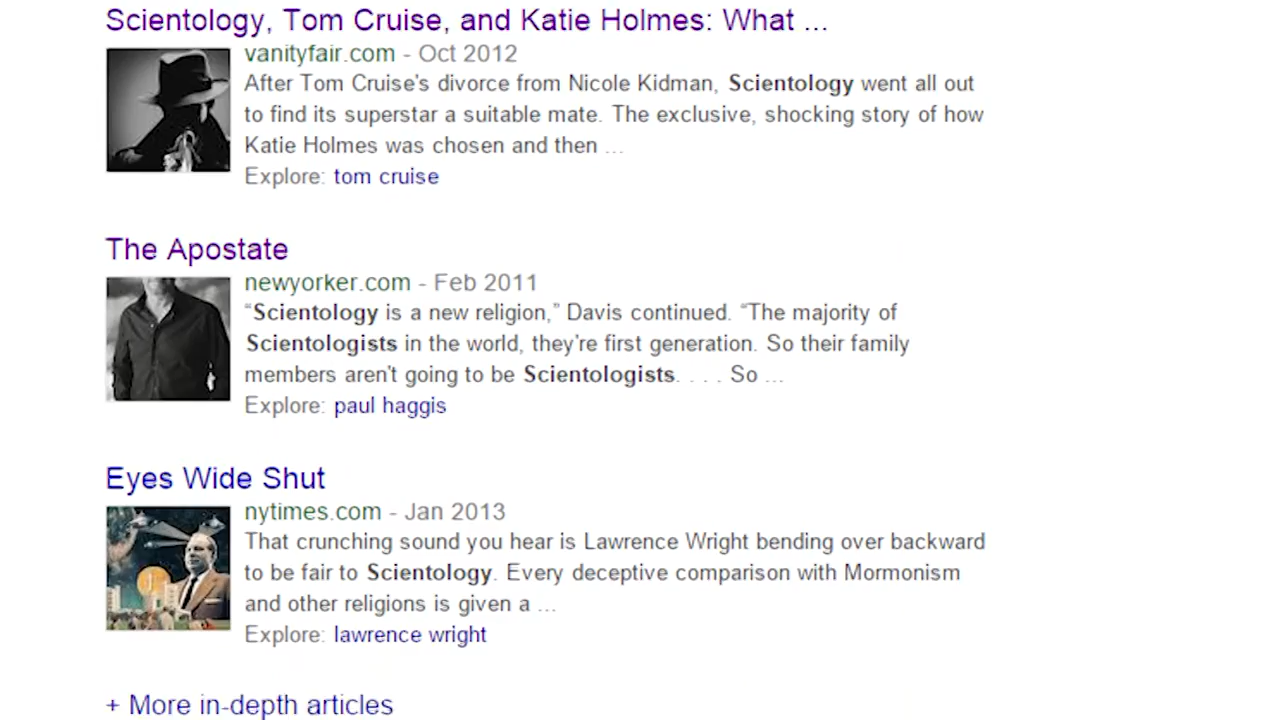 Scientology, Tom Cruise, and Katie Holmes: What ...
vanityfair.com - Oct 2012
After Tom Cruise's divorce from Nicole Kidman, Scientology went all out
to find its superstar a suitable mate. The exclusive, shocking story of how
Katie Holmes was chosen and then ...
Explore: tom cruise
The Apostate
newyorker.com - Feb 2011
“Scientology is a new religion,” Davis continued. “The majority of
Scientologists in the world, they’re first generation. So their family
members aren’t going to be Scientologists. . . . So ...
Explore: paul haggis
Eyes Wide Shut
nytimes.com - Jan 2013
That crunching sound you hear is Lawrence Wright bending over backward
to be fair to Scientology. Every deceptive comparison with Mormonism
and other religions is given a ...
Explore: lawrence wright
+ More in-depth articles